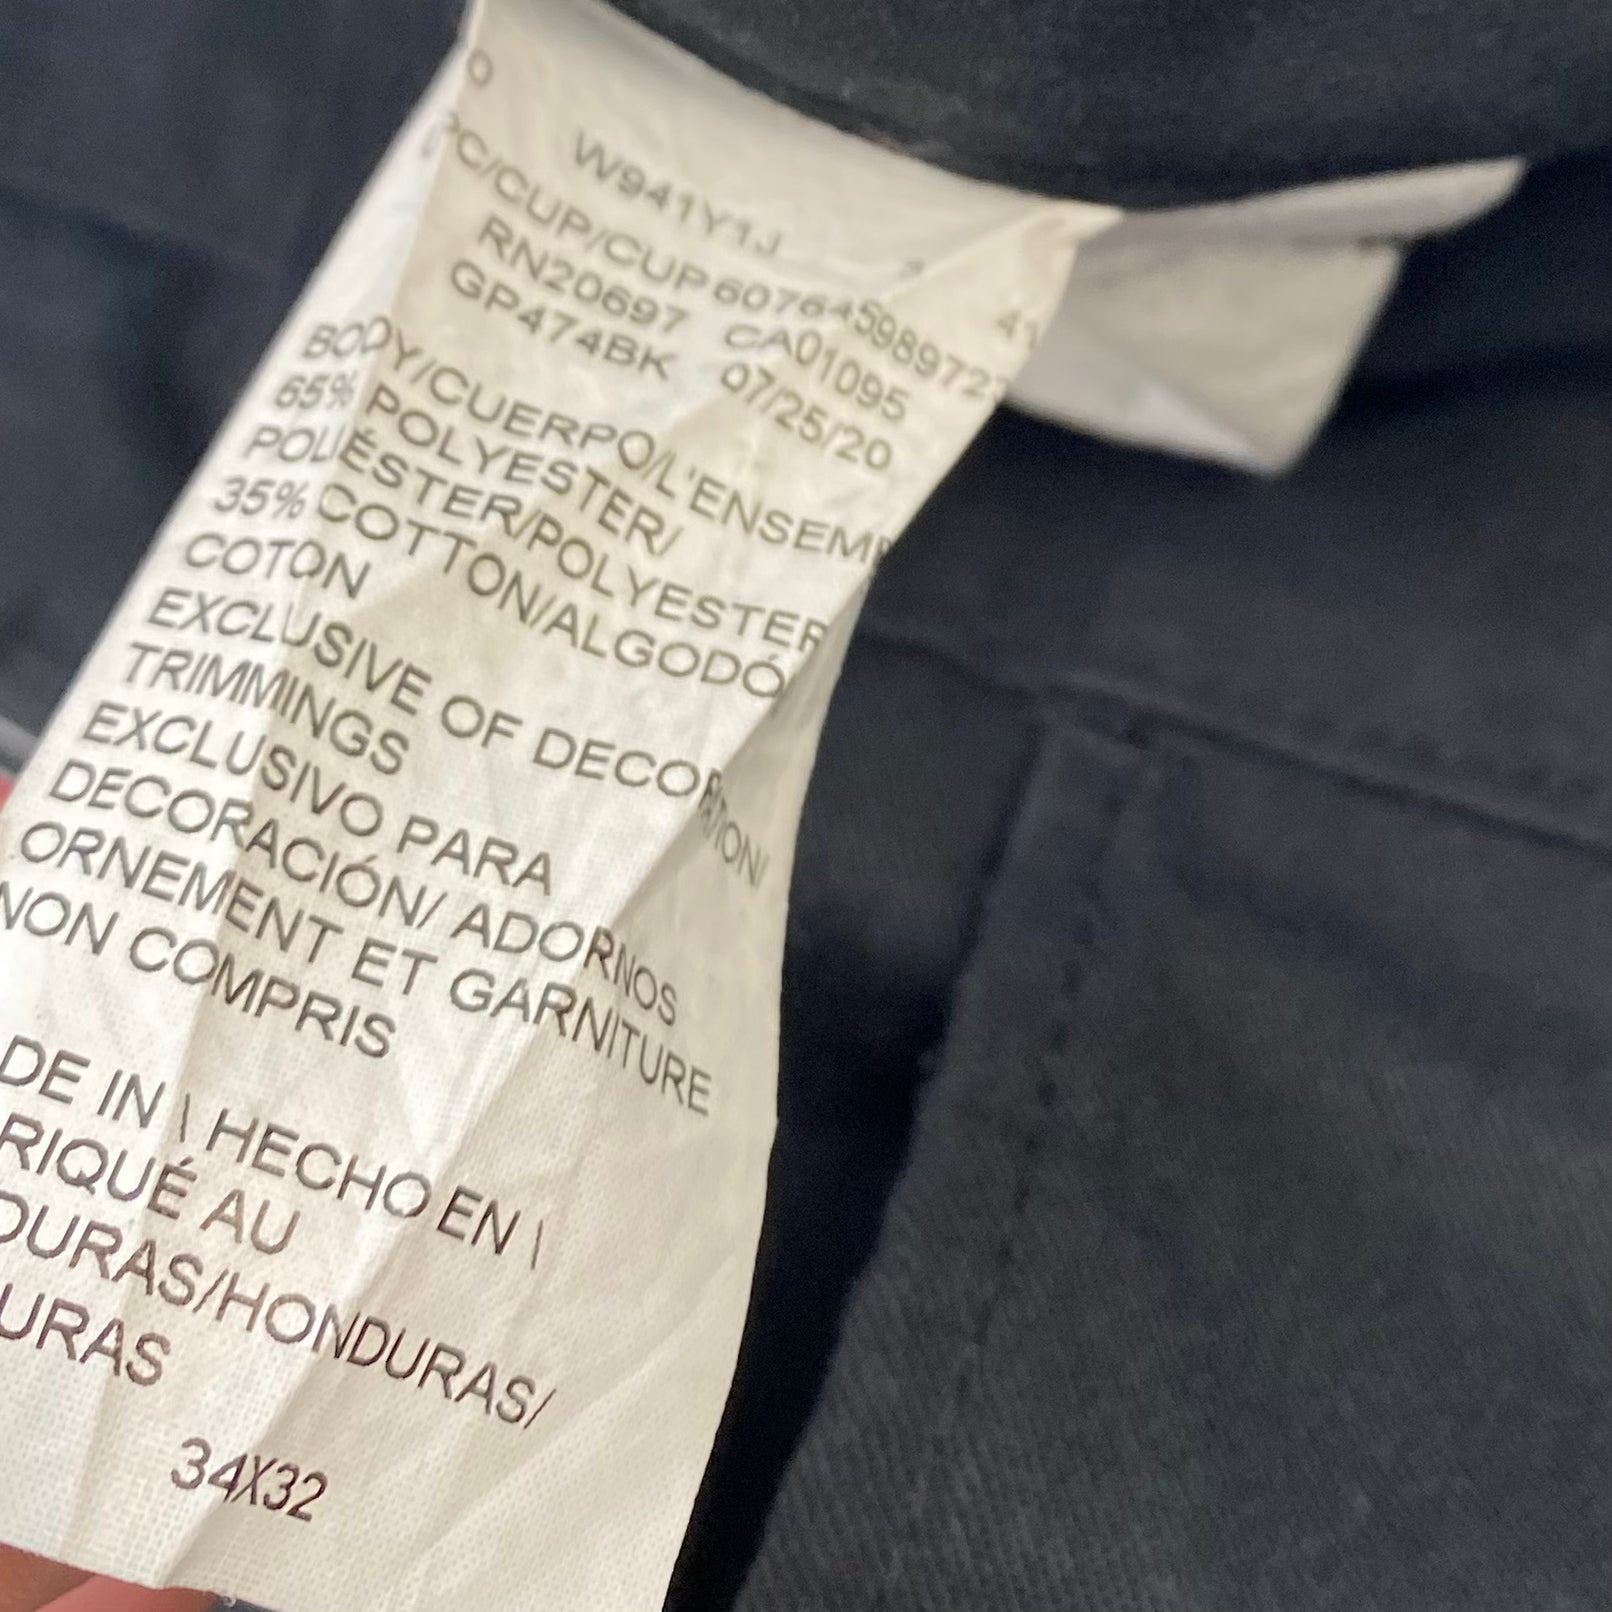 W941Y1J
PC/CUP/CUP 607645989722
RN20697 CA01095
GP474BK 07/25/20
BODY/CUERPO/L'ENSEM
65% POLYESTER/
POLIÉSTER/POLYESTER
35% COTTON/ALGODÓ
COTON
EXCLUSIVE OF DECORATION/
TRIMMINGS
EXCLUSIVO PARA
DECORACIÓN/ ADORNOS
ORNEMENT ET GARNITURE
NON COMPRIS
DE IN \ HECHO EN \
RIQUÉ AU
DURAS/HONDURAS/
URAS
34X32